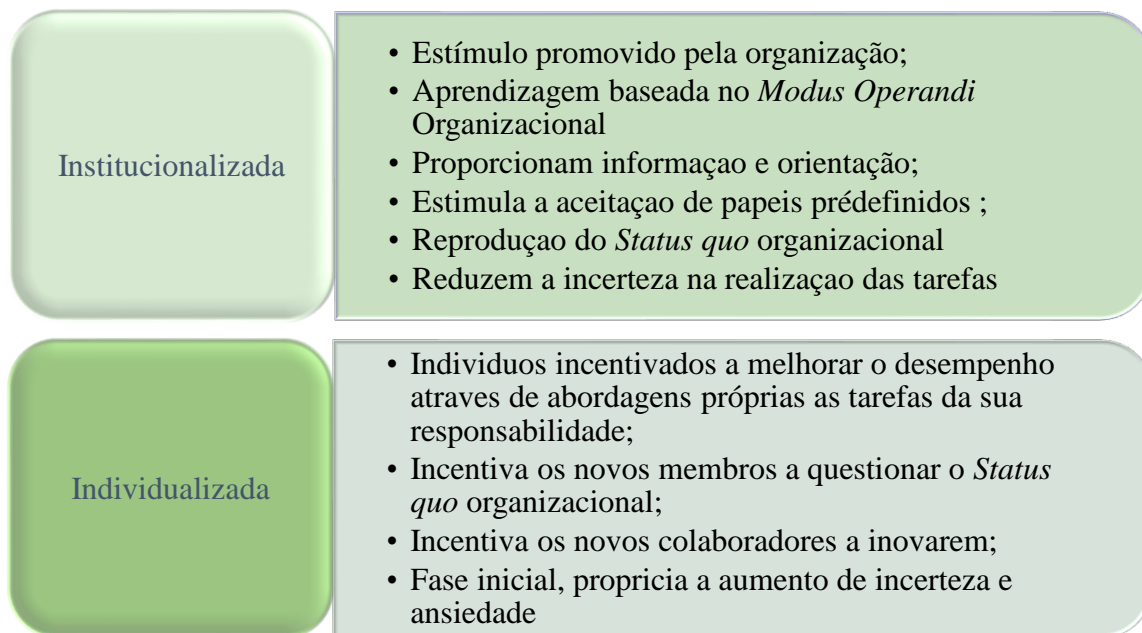 Institucionalizada
• Estímulo promovido pela organização;
• Aprendizagem baseada no Modus Operandi
Organizacional
• Proporcionam informaçao e orientação;
• Estimula a aceitaçao de papeis prédefinidos ;
• Reproduçao do Status quo organizacional
• Reduzem a incerteza na realizaçao das tarefas
Individualizada
• Individuos incentivados a melhorar o desempenho
atraves de abordagens próprias as tarefas da sua
responsabilidade;
• Incentiva os novos membros a questionar o Status
quo organizacional;
• Incentiva os novos colaboradores a inovarem;
• Fase inicial, propricia a aumento de incerteza e
ansiedade